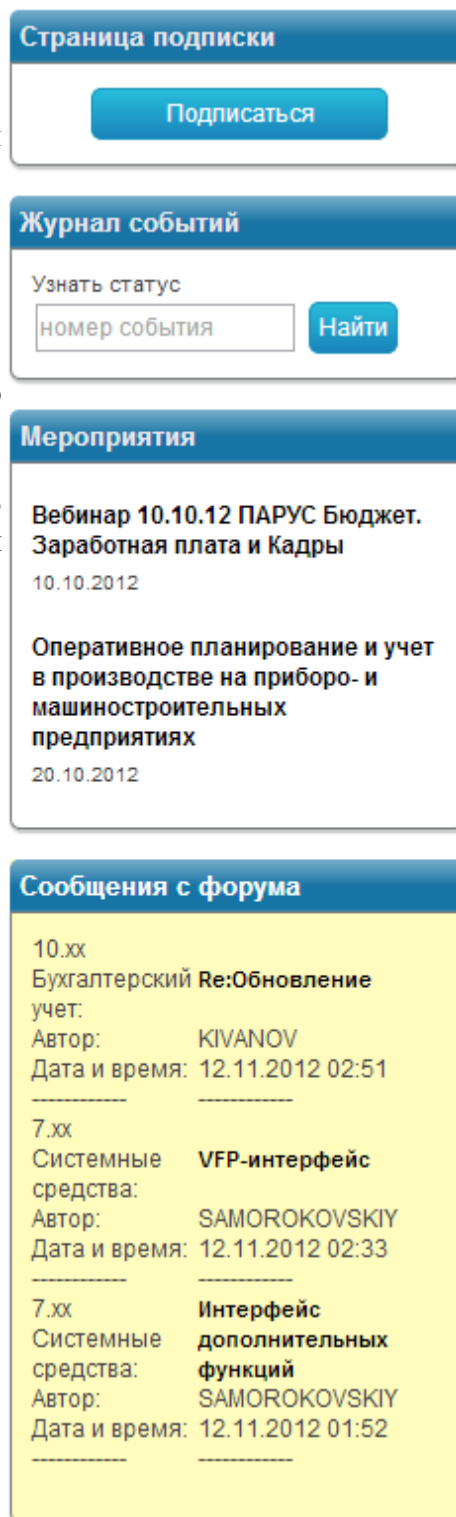 Страница подписки
Подписаться
Журнал событий
Узнать статус
номер события Найти
Мероприятия
Вебинар 10.10.12 ПАРУС Бюджет.
Заработная плата и Кадры
10.10.2012
Оперативное планирование и учет
в производстве на приборо- и
машиностроительных
предприятиях
20.10.2012
Сообщения с форума
10.xx
Бухгалтерский Re:Обновление
учет:
Автор: KIVANOV
Дата и время: 12.11.2012 02:51
------------ ------------
7.xx
Системные VFP-интерфейс
средства:
Автор: SAMOROKOVSKIY
Дата и время: 12.11.2012 02:33
------------ ------------
7.xx Интерфейс
Системные дополнительных
средства: функций
Автор: SAMOROKOVSKIY
Дата и время: 12.11.2012 01:52
------------ ------------